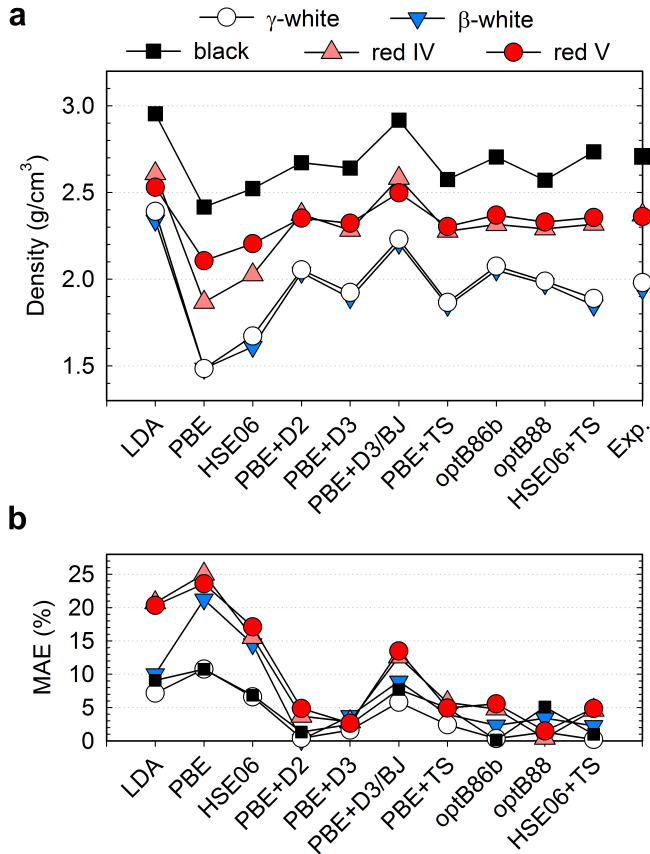 a
γ-white β-white
black red IV red V
Density (g/cm³)
3.0
2.5
2.0
1.5
LDA PBE HSE06 PBE+D2 PBE+D3 PBE+D3/BJ PBE+TS optB86b optB88 HSE06+TS Exp.
b
MAE (%)
25
20
15
10
5
0
LDA PBE HSE06 PBE+D2 PBE+D3 PBE+D3/BJ PBE+TS optB86b optB88 HSE06+TS